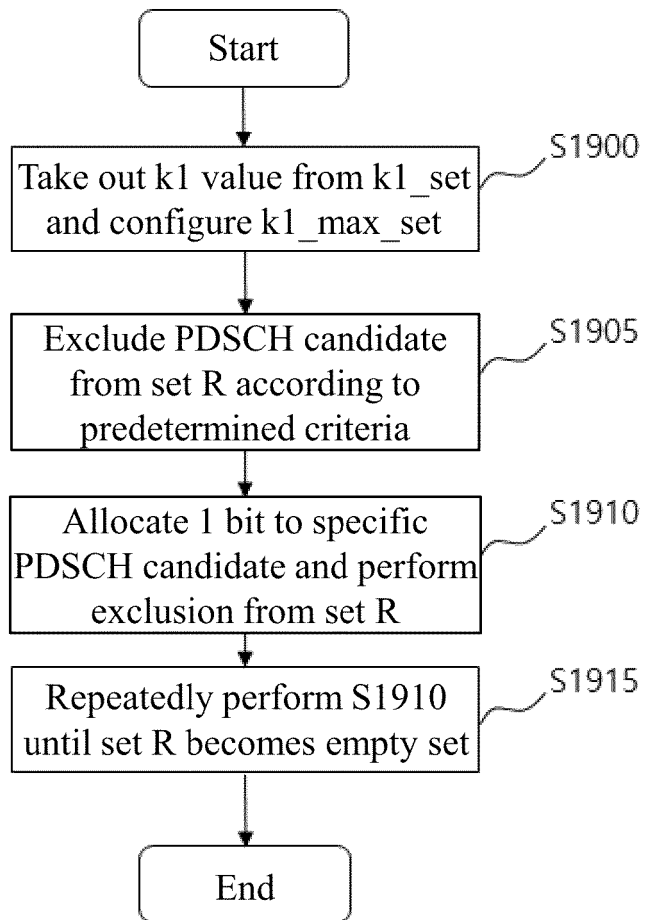 Start
S1900
Take out k1 value from k1_set
and configure k1_max_set
S1905
Exclude PDSCH candidate
from set R according to
predetermined criteria
S1910
Allocate 1 bit to specific
PDSCH candidate and perform
exclusion from set R
S1915
Repeatedly perform S1910
until set R becomes empty set
End